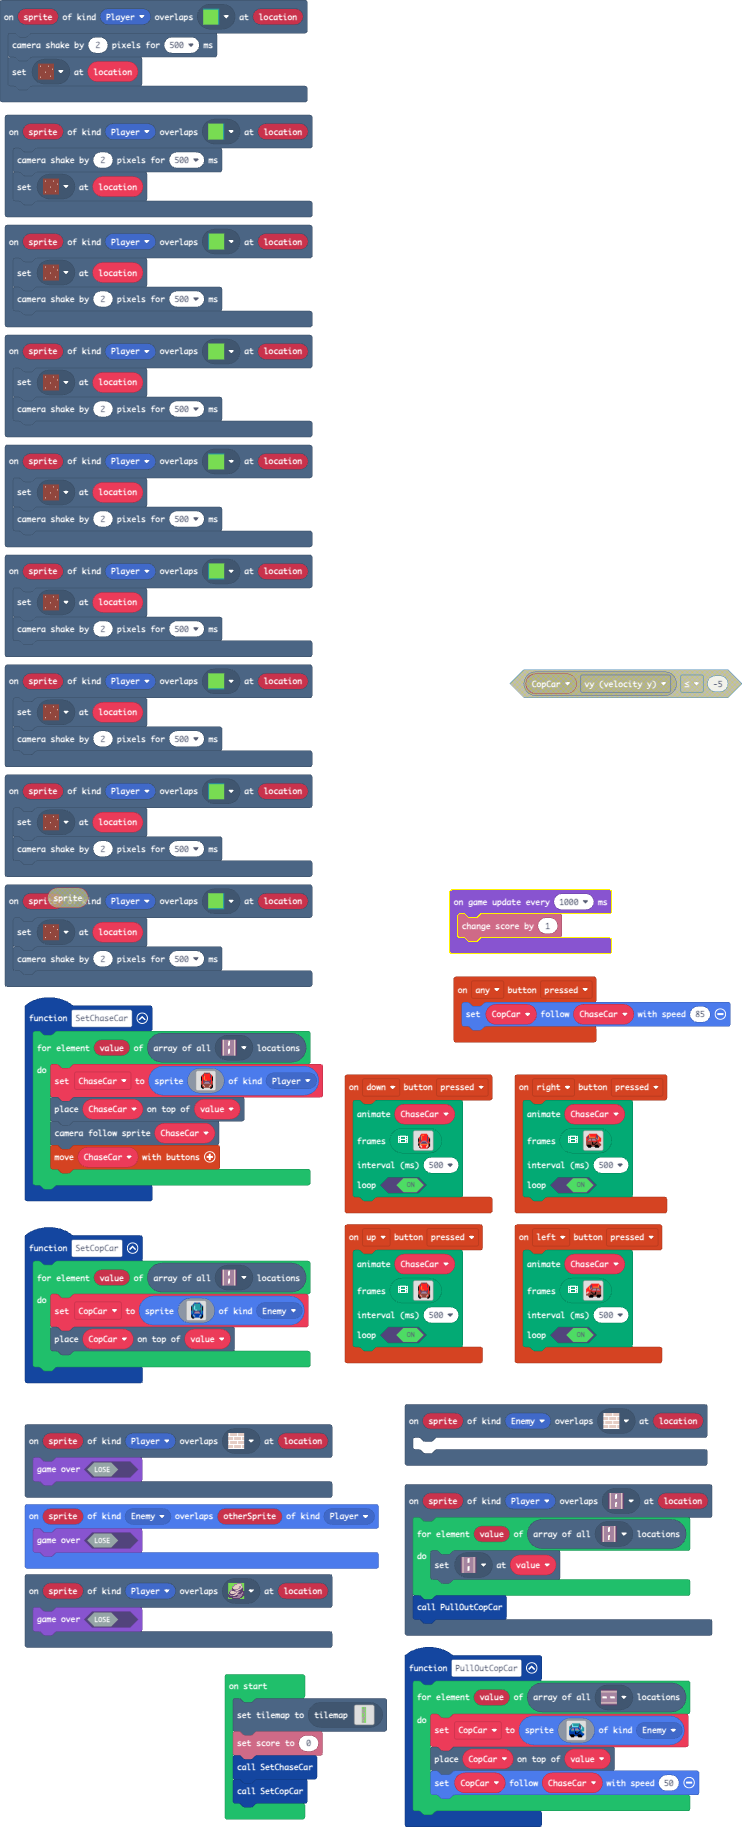 on sprite of kind Player overlaps at location
camera shake by 2 pixels for 500 ms
set at location
on sprite of kind Player overlaps at location
camera shake by 2 pixels for 500 ms
set at location
on sprite of kind Player overlaps at location
set at location
camera shake by 2 pixels for 500 ms
on sprite of kind Player overlaps at location
set at location
camera shake by 2 pixels for 500 ms
on sprite of kind Player overlaps at location
set at location
camera shake by 2 pixels for 500 ms
on sprite of kind Player overlaps at location
set at location
camera shake by 2 pixels for 500 ms
on sprite of kind Player overlaps at location
set at location
camera shake by 2 pixels for 500 ms
CopCar vy (velocity y) ≤ -5
on sprite of kind Player overlaps at location
set at location
camera shake by 2 pixels for 500 ms
on sprite of kind Player overlaps at location
sprite
set at location
camera shake by 2 pixels for 500 ms
on game update every 1000 ms
change score by 1
on any button pressed
set CopCar follow ChaseCar with speed 85
function SetChaseCar
for element value of array of all locations
do
set ChaseCar to sprite of kind Player
place ChaseCar on top of value
camera follow sprite ChaseCar
move ChaseCar with buttons
on down button pressed
animate ChaseCar
frames
interval (ms) 500
loop ON
on right button pressed
animate ChaseCar
frames
interval (ms) 500
loop ON
function SetCopCar
for element value of array of all locations
do
set CopCar to sprite of kind Enemy
place CopCar on top of value
on up button pressed
animate ChaseCar
frames
interval (ms) 500
loop ON
on left button pressed
animate ChaseCar
frames
interval (ms) 500
loop ON
on sprite of kind Player overlaps at location
game over LOSE
on sprite of kind Enemy overlaps otherSprite of kind Player
game over LOSE
on sprite of kind Player overlaps at location
game over LOSE
on sprite of kind Enemy overlaps at location
on sprite of kind Player overlaps at location
for element value of array of all locations
do
set at value
call PullOutCopCar
on start
set tilemap to tilemap
set score to 0
call SetChaseCar
call SetCopCar
function PullOutCopCar
for element value of array of all locations
do
set CopCar to sprite of kind Enemy
place CopCar on top of value
set CopCar follow ChaseCar with speed 50